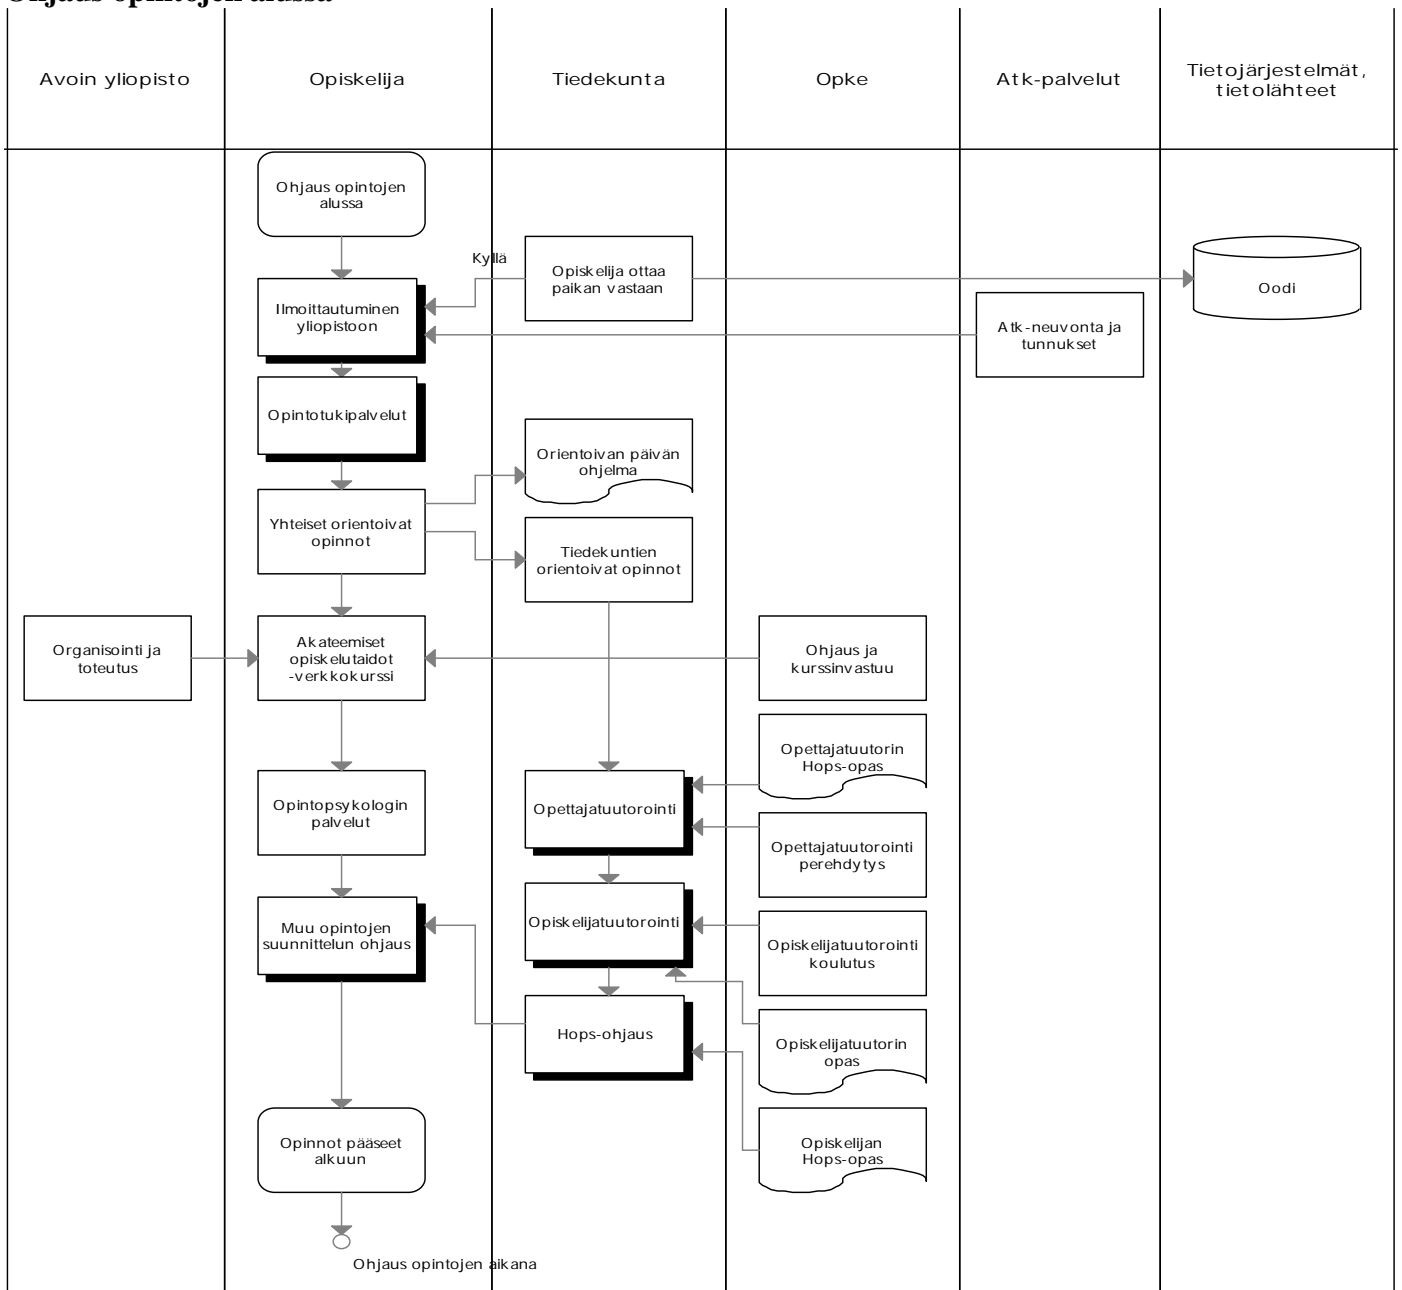 Ohjaus opintojen alussa
Avoin yliopisto
Opiskelija
Tiedekunta
Opke
Atk-palvelut
Tietojärjestelmät,
tietolähteet
Ohjaus opintojen
alussa
Kyllä
Opiskelija ottaa
paikan vastaan
Oodi
Ilmoittautuminen
yliopistoon
Atk-neuvonta ja
tunnukset
Opintotukipalvelut
Orientoivan päivän
ohjelma
Yhteiset orientoivat
opinnot
Tiedekuntien
orientoivat opinnot
Organisointi ja
toteutus
Akateemiset
opiskelutaidot
-verkkokurssi
Ohjaus ja
kurssinvastuu
Opettajatuutorin
Hops-opas
Opintopsykologin
palvelut
Opettajatuutorointi
Opettajatuutorointi
perehdytys
Muu opintojen
suunnittelun ohjaus
Opiskelijatuutorointi
Opiskelijatuutorointi
koulutus
Hops-ohjaus
Opiskelijatuutorin
opas
Opinnot pääseet
alkuun
Opiskelijan
Hops-opas
Ohjaus opintojen aikana